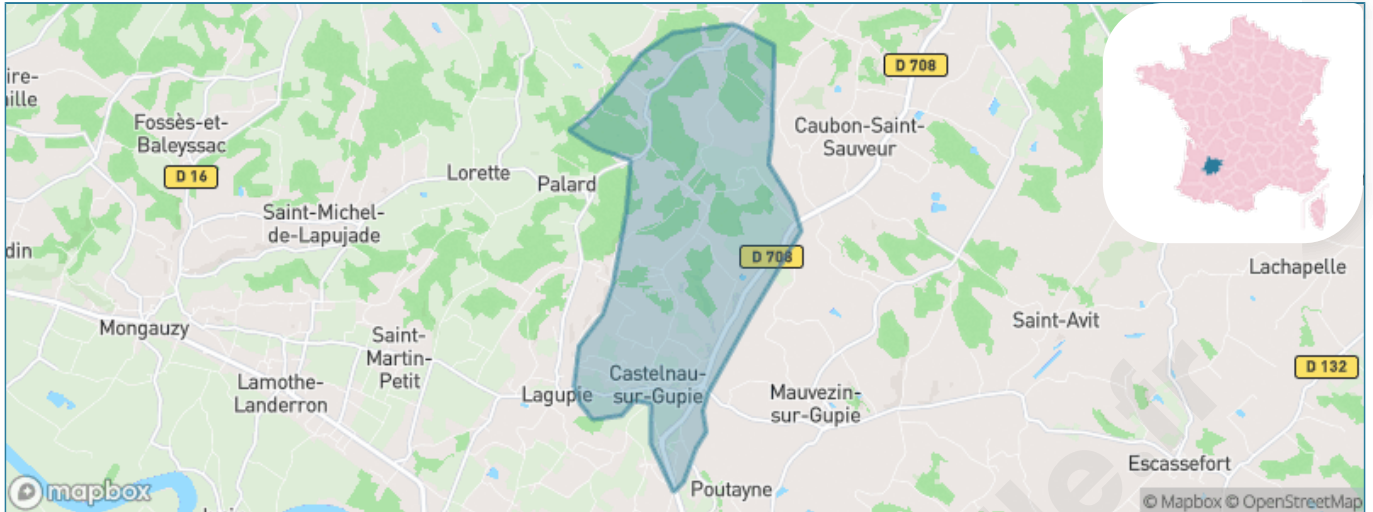 D 708
Caubon-Saint-
Sauveur
Fossès-et-
Baleyssac
D 16
Lorette
Palard
Saint-Michel-
de-Lapujade
D 708
Lachapelle
Mongauzy
Saint-
Martin-
Petit
Saint-Avit
D 132
Lamothe-
Landerron
Lagupie
Castelnau-
sur-Gupie
Mauvezin-
sur-Gupie
Escassefort
Poutayne
mapbox
© Mapbox © OpenStreetMap